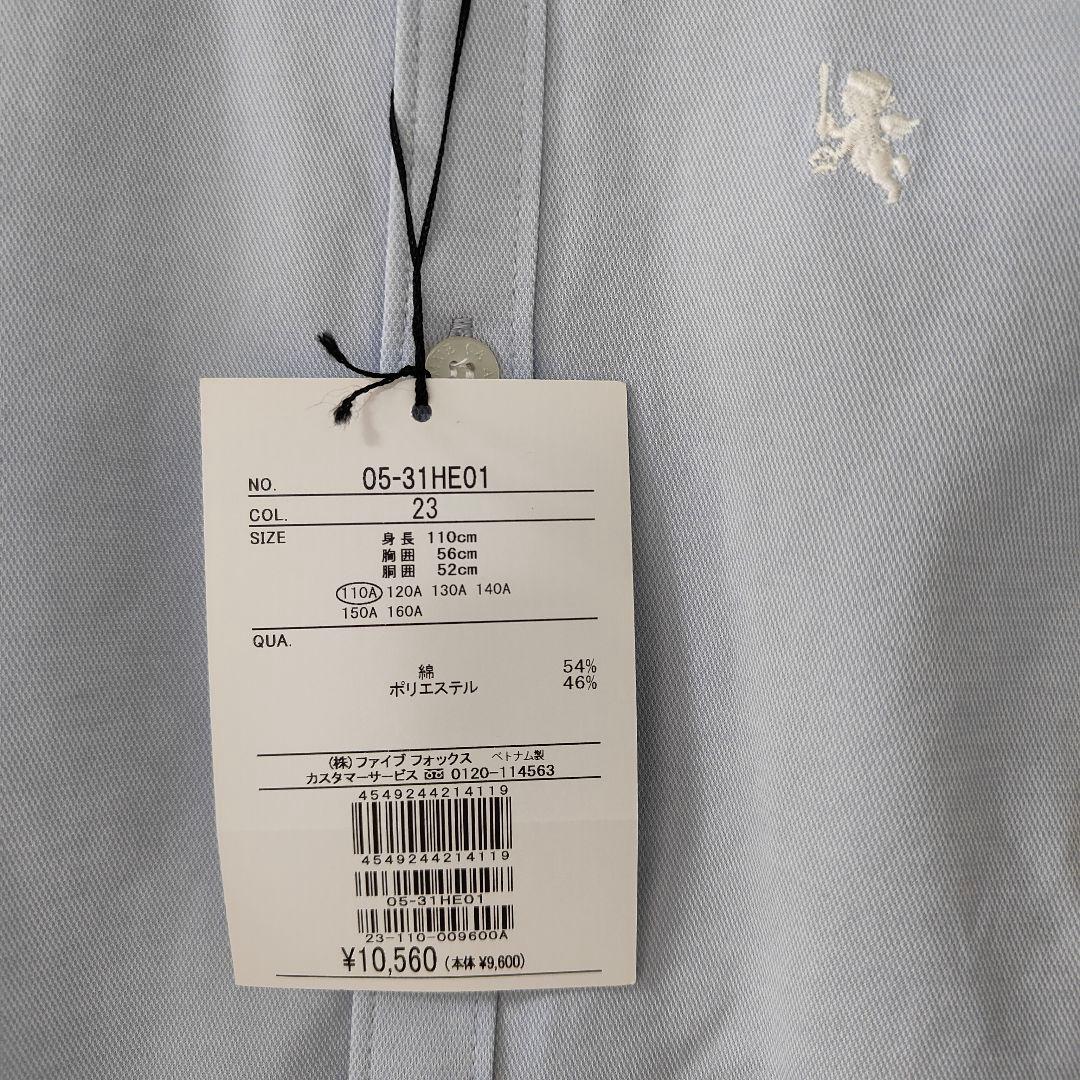 NO. 05-31HE01
COL. 23
SIZE 身長 110cm
胸囲 56cm
胴囲 52cm
110A 120A 130A 140A
150A 160A
QUA.
綿 54%
ポリエステル 46%
(株)ファイブ フォックス ベトナム製
カスタマーサービス 0120-114563
4549244214119
4549244214119
05-31HE01
23-110-009600A
¥10,560 (本体 ¥9,600)